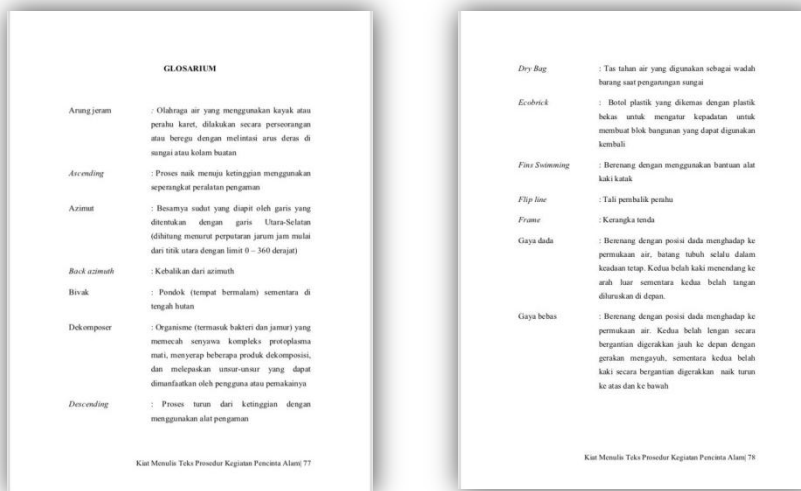 GLOSARIUM
Arung jeram : Olahraga air yang menggunakan kayak atau
perahu karet, dilakukan secara perseorangan
atau beregu dengan melintasi arus deras di
sungai atau kolam buatan
Ascending : Proses naik menuju ketinggian menggunakan
seperangkat peralatan pengaman
Azimut : Besarnya sudut yang diapit oleh garis yang
ditentukan dengan garis Utara-Selatan
(dihitung menurut perputaran jarum jam mulai
dari titik utara dengan limit 0 – 360 derajat)
Back azimuth : Kebalikan dari azimuth
Bivak : Pondok (tempat bermalam) sementara di
tengah hutan
Dekomposer : Organisme (termasuk bakteri dan jamur) yang
memecah senyawa kompleks protoplasma
mati, menyerap beberapa produk dekomposisi,
dan melepaskan unsur-unsur yang dapat
dimanfaatkan oleh pengguna atau pemakainya
Descending : Proses turun dari ketinggian dengan
menggunakan alat pengaman
Kiat Menulis Teks Prosedur Kegiatan Pencinta Alam| 77
Dry Bag : Tas tahan air yang digunakan sebagai wadah
barang saat pengarungan sungai
Ecobrick : Botol plastik yang dikemas dengan plastik
bekas untuk mengatur kepadatan untuk
membuat blok bangunan yang dapat digunakan
kembali
Fins Swimming : Berenang dengan menggunakan bantuan alat
kaki katak
Flip line : Tali pembalik perahu
Frame : Kerangka tenda
Gaya dada : Berenang dengan posisi dada menghadap ke
permukaan air, batang tubuh selalu dalam
keadaan tetap. Kedua belah kaki menendang ke
arah luar sementara kedua belah tangan
diluruskan di depan.
Gaya bebas : Berenang dengan posisi dada menghadap ke
permukaan air. Kedua belah lengan secara
bergantian digerakkan jauh ke depan dengan
gerakan mengayuh, sementara kedua belah
kaki secara bergantian digerakkan naik turun
ke atas dan ke bawah
Kiat Menulis Teks Prosedur Kegiatan Pencinta Alam| 78